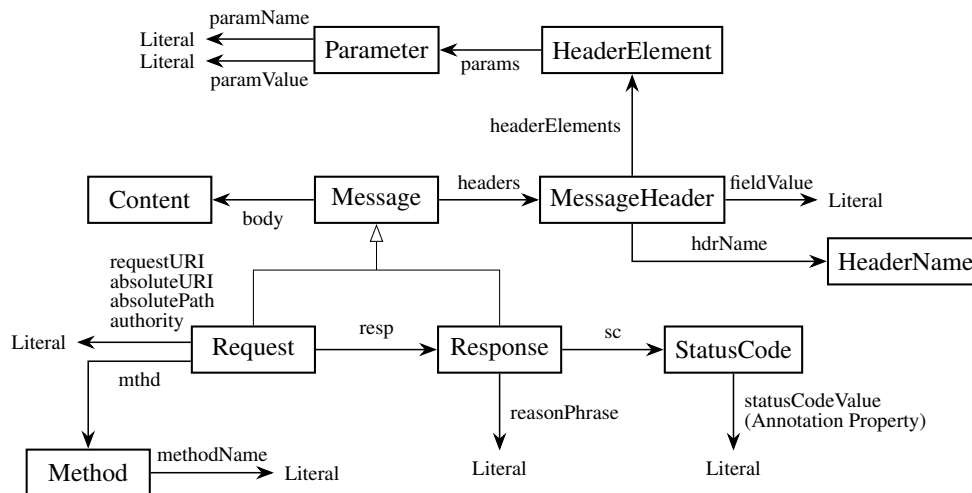 paramName
Literal
Literal
Parameter
HeaderElement
params
paramValue
headerElements
Content
Message
headers
MessageHeader
fieldValue
Literal
body
hdrName
HeaderName
requestURI
absoluteURI
absolutePath
authority
Literal
Request
resp
Response
sc
StatusCode
mthd
reasonPhrase
statusCodeValue
(Annotation Property)
Method
methodName
Literal
Literal
Literal